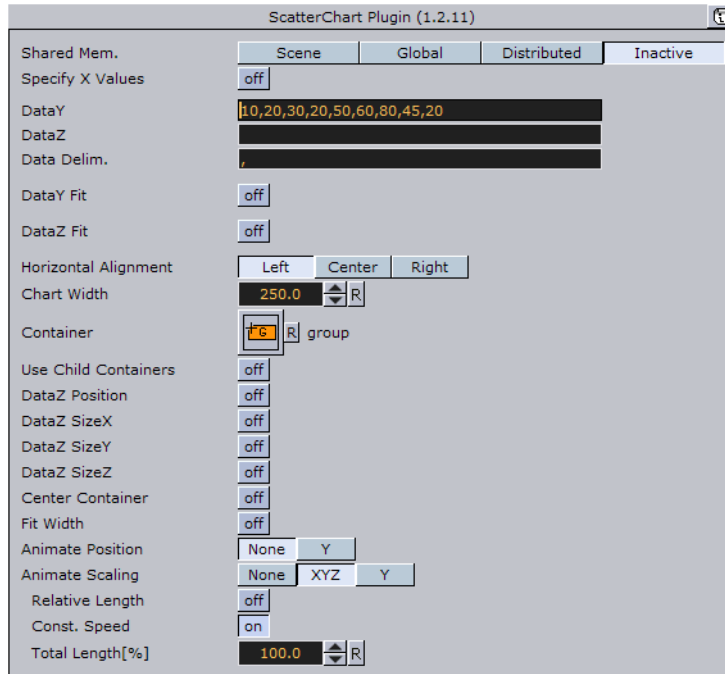 ScatterChart Plugin (1.2.11)
Shared Mem. Scene Global Distributed Inactive
Specify X Values off
DataY 10,20,30,20,50,60,80,45,20
DataZ
Data Delim. ,
DataY Fit off
DataZ Fit off
Horizontal Alignment Left Center Right
Chart Width 250.0 R
Container G R group
Use Child Containers off
DataZ Position off
DataZ SizeX off
DataZ SizeY off
DataZ SizeZ off
Center Container off
Fit Width off
Animate Position None Y
Animate Scaling None XYZ Y
Relative Length off
Const. Speed on
Total Length[%] 100.0 R